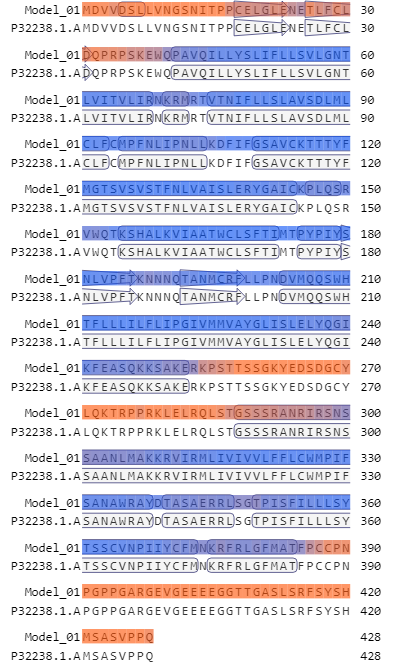 Model_01 MDVVDSLLVNGSNITPPCELGLENETLFCL 30
P32238.1.A MDVVDSLLVNGSNITPPCELGLENETLFCL 30
Model_01 DQPRPSKEWQPAVQILLYSLIFLLSVLGNT 60
P32238.1.A DQPRPSKEWQPAVQILLYSLIFLLSVLGNT 60
Model_01 LVITVLIRNKRMRTVTNIFLLSLAVSDLML 90
P32238.1.A LVITVLIRNKRMRTVTNIFLLSLAVSDLML 90
Model_01 CLFCMPFNLIPNLLKDFIFGSAVCKTTTYF 120
P32238.1.A CLFCMPFNLIPNLLKDFIFGSAVCKTTTYF 120
Model_01 MGTSVSVSTFNLVAISLERYGAICKPLQSR 150
P32238.1.A MGTSVSVSTFNLVAISLERYGAICKPLQSR 150
Model_01 VWQTKSHALKVIAATWCLSFTIMTPYPIYS 180
P32238.1.A VWQTKSHALKVIAATWCLSFTIMTPYPIYS 180
Model_01 NLVPFTKNNNQTANMCRFLLPNDVMQQSWH 210
P32238.1.A NLVPFTKNNNQTANMCRFLLPNDVMQQSWH 210
Model_01 TFLLLILFLIPGIVMMVAYGLISLELYQGI 240
P32238.1.A TFLLLILFLIPGIVMMVAYGLISLELYQGI 240
Model_01 KFEASQKKSAKERKPSTTSSGKYEDSDGCY 270
P32238.1.A KFEASQKKSAKERKPSTTSSGKYEDSDGCY 270
Model_01 LQKTRPPRKLELRQLSTGSSSRANRIRSNS 300
P32238.1.A LQKTRPPRKLELRQLSTGSSSRANRIRSNS 300
Model_01 SAANLMAKKRVIRMLIVIVVLFFLCWMPIF 330
P32238.1.A SAANLMAKKRVIRMLIVIVVLFFLCWMPIF 330
Model_01 SANAWRAYDTASAERRLSGTPISFILLLSY 360
P32238.1.A SANAWRAYDTASAERRLSGTPISFILLLSY 360
Model_01 TSSCVNPIIYCFMNKRFRLGFMATFPCCPN 390
P32238.1.A TSSCVNPIIYCFMNKRFRLGFMATFPCCPN 390
Model_01 PGPPGARGEVGEEEEGGTTGASLSRFSYSH 420
P32238.1.A PGPPGARGEVGEEEEGGTTGASLSRFSYSH 420
Model_01 MSASVPPQ 428
P32238.1.A MSASVPPQ 428